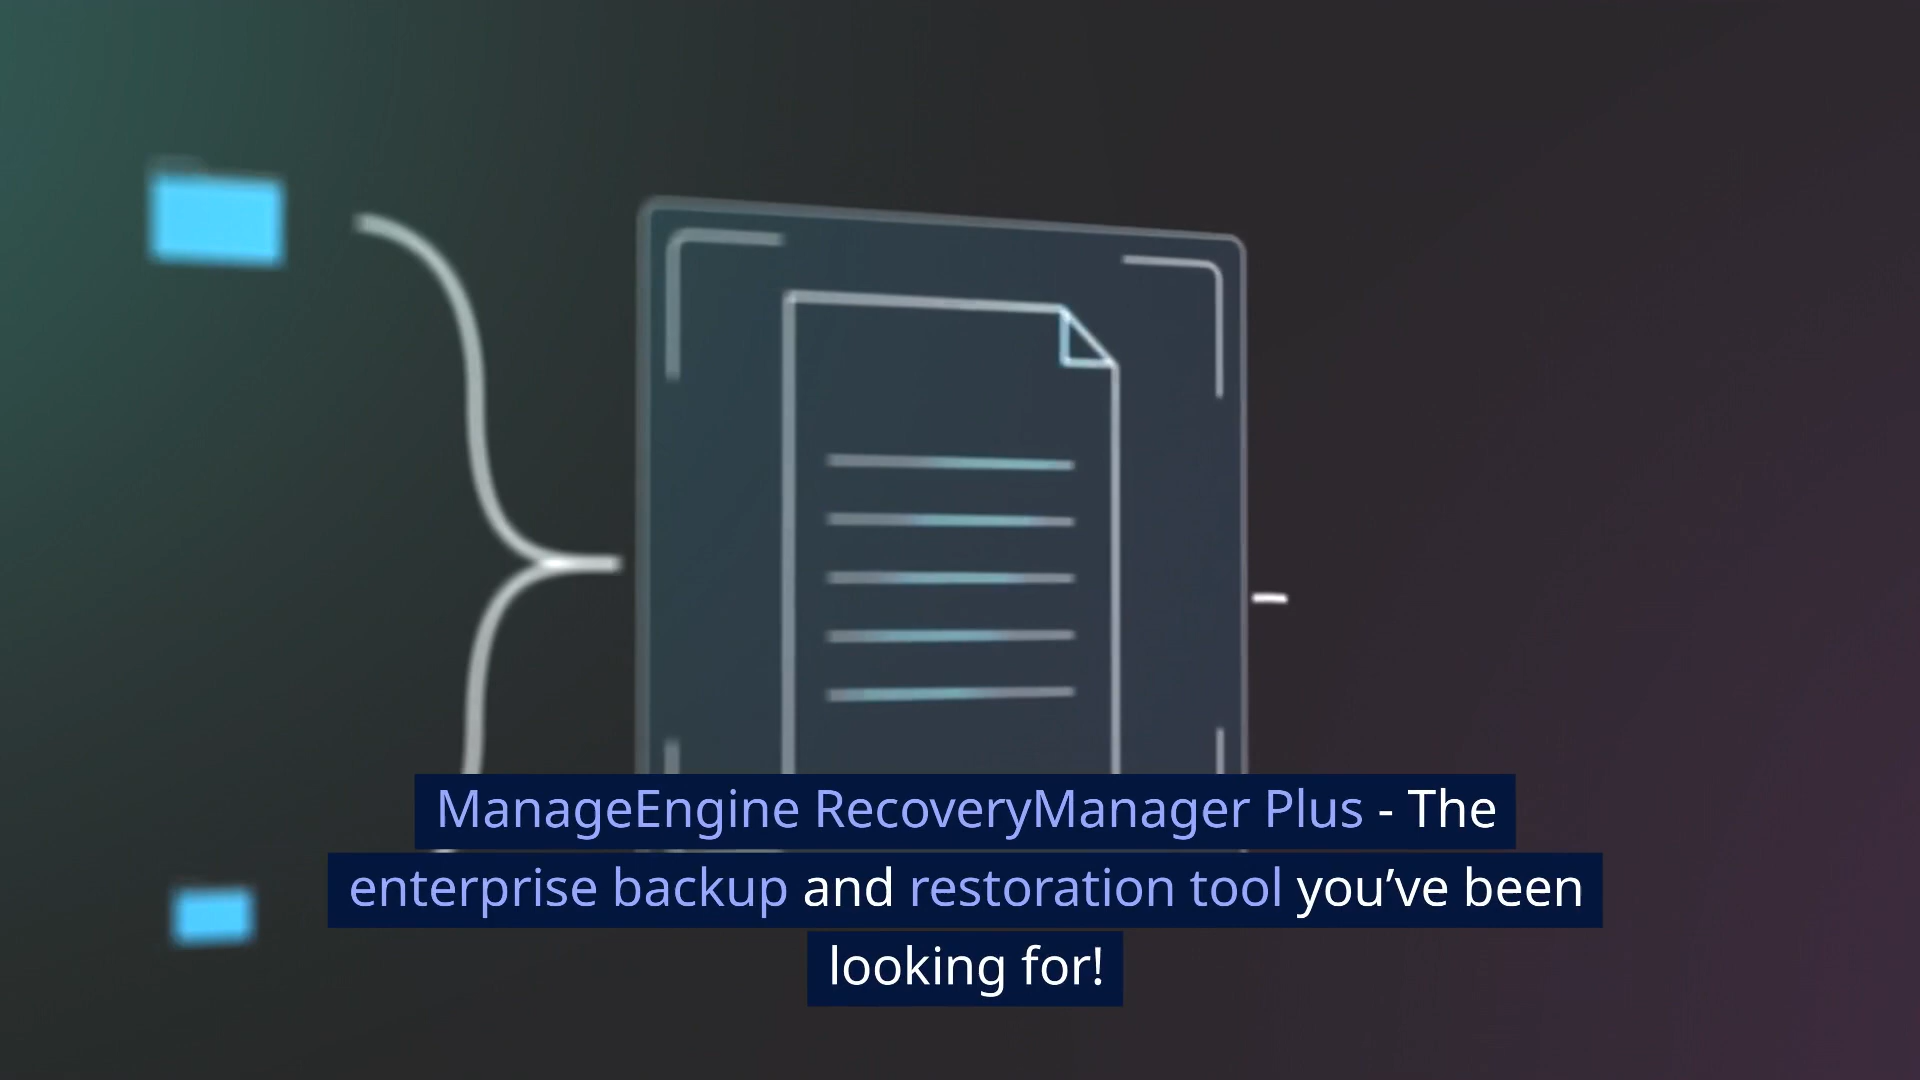 ManageEngine RecoveryManager Plus - The
enterprise backup and restoration tool you’ve been
looking for!